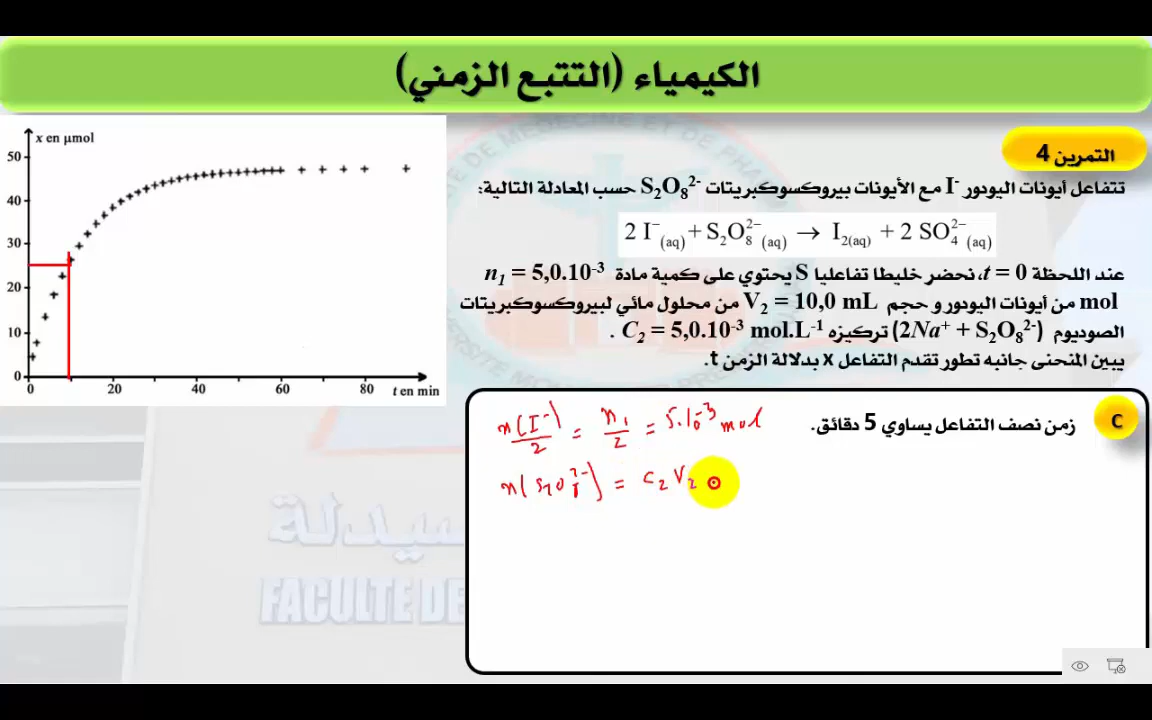 الكيمياء (التتبع الزمني)
x en µmol
50
40
30
20
10
0
0 20 40 60 80 t en min
التمرين 4
تتفاعل أيونات اليودور I⁻ مع الأيونات بيروكسوكبريتات S₂O₈²⁻ حسب المعادلة التالية:
2 I⁻(aq) + S₂O₈²⁻(aq) → I₂(aq) + 2 SO₄²⁻(aq)
عند اللحظة t = 0، نحضر خليطا تفاعليا S يحتوي على كمية مادة n₁ = 5,0.10⁻³
mol من أيونات اليودور و حجم V₂ = 10,0 mL من محلول مائي لبيروكسوكبريتات
الصوديوم (2Na⁺ + S₂O₈²⁻) تركيزه C₂ = 5,0.10⁻³ mol.L⁻¹ .
يبين المنحنى جانبه تطور تقدم التفاعل x بدلالة الزمن t.
C
زمن نصف التفاعل يساوي 5 دقائق.
n(I⁻)/2 = n₁/2 = 5.10⁻³ mol
n(S₂O₈²⁻) = C₂V₂
FACULTE DE